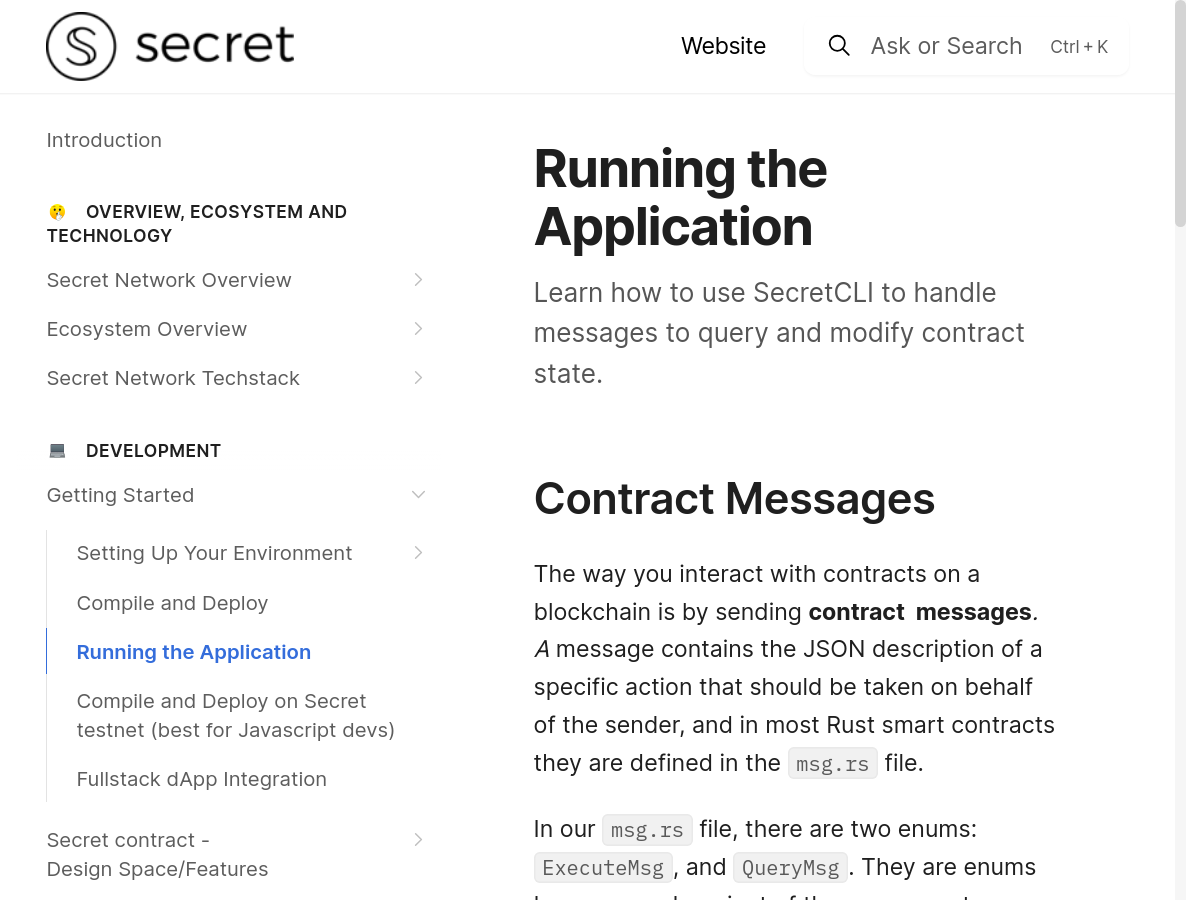 secret
Website
Ask or Search
Ctrl + K
Introduction
OVERVIEW, ECOSYSTEM AND
TECHNOLOGY
Secret Network Overview
Ecosystem Overview
Secret Network Techstack
DEVELOPMENT
Getting Started
Setting Up Your Environment
Compile and Deploy
Running the Application
Compile and Deploy on Secret
testnet (best for Javascript devs)
Fullstack dApp Integration
Secret contract -
Design Space/Features
Running the
Application
Learn how to use SecretCLI to handle
messages to query and modify contract
state.
Contract Messages
The way you interact with contracts on a
blockchain is by sending contract messages.
A message contains the JSON description of a
specific action that should be taken on behalf
of the sender, and in most Rust smart contracts
they are defined in the msg.rs file.
In our msg.rs file, there are two enums:
ExecuteMsg, and QueryMsg. They are enums